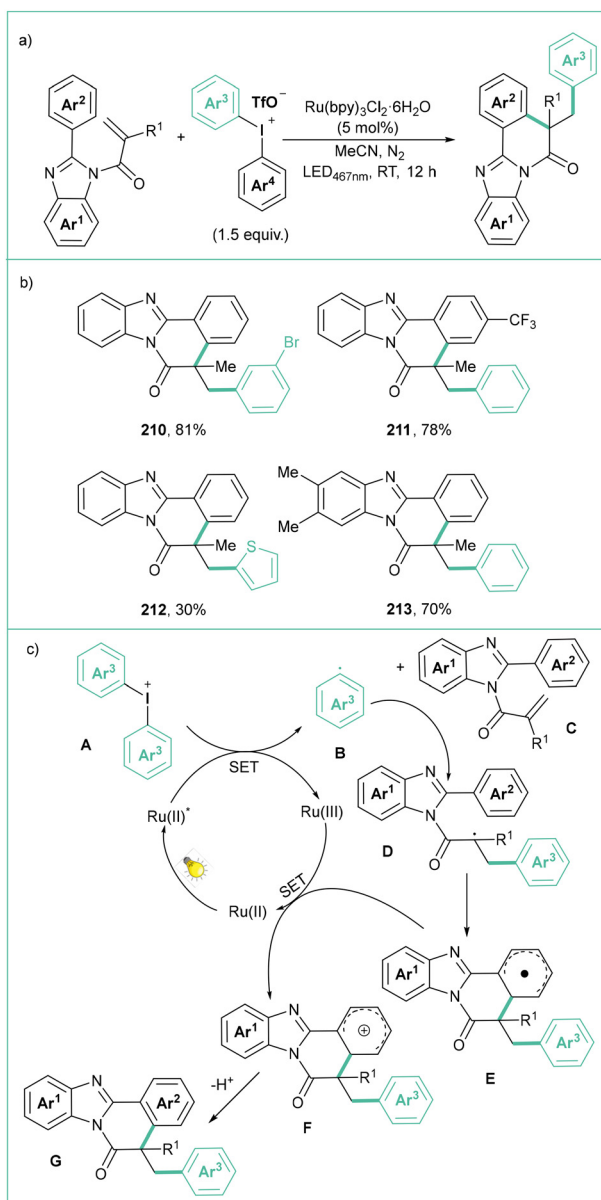 a)
Ar2
R1
N
N
O
Ar1
+
Ar3
TfO−
I
+
Ar4
(1.5 equiv.)
Ru(bpy)3Cl2·6H2O
(5 mol%)
MeCN, N2
LED467nm, RT, 12 h
Ar3
Ar2
R1
N
N
O
Ar1
b)
N
N
O
Me
Br
210, 81%
N
N
O
Me
CF3
211, 78%
N
N
O
Me
S
212, 30%
Me
Me
N
N
O
Me
213, 70%
c)
Ar3
+
I
Ar3
A
SET
Ar3
B
+
Ar1
N
N
Ar2
O
R1
C
Ru(II)*
Ru(III)
Ru(II)
SET
Ar1
N
N
Ar2
O
R1
Ar3
D
Ar1
N
N
O
R1
Ar3
E
Ar1
N
N
+
O
R1
Ar3
F
-H+
Ar1
N
N
Ar2
O
R1
Ar3
G